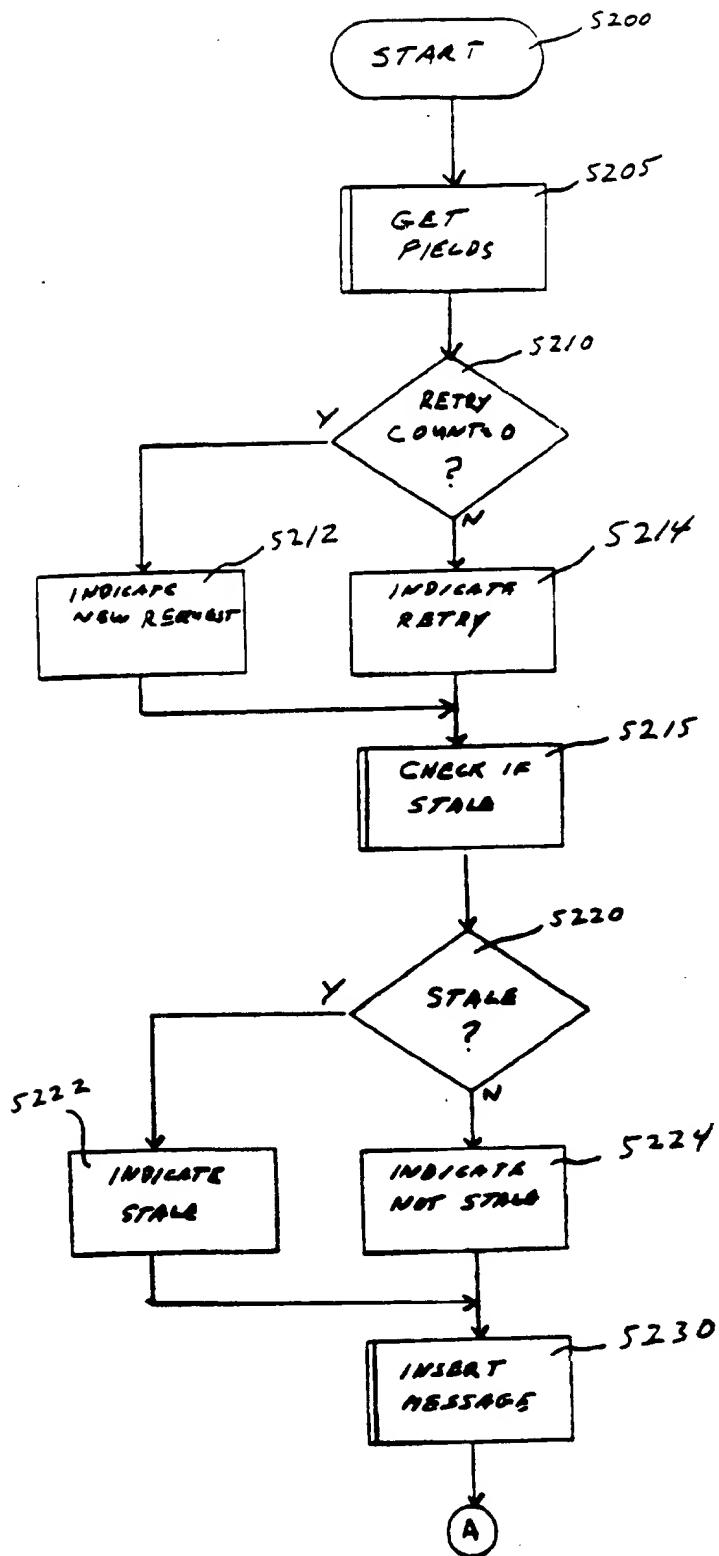 5200
START
5205
GET
FIELDS
5210
RETRY
COUNT=0
?
Y
N
5212
INDICATE
NEW REQUEST
5214
INDICATE
RETRY
5215
CHECK IF
STALE
5220
STALE
?
Y
N
5222
INDICATE
STALE
5224
INDICATE
NOT STALE
5230
INSERT
MESSAGE
A